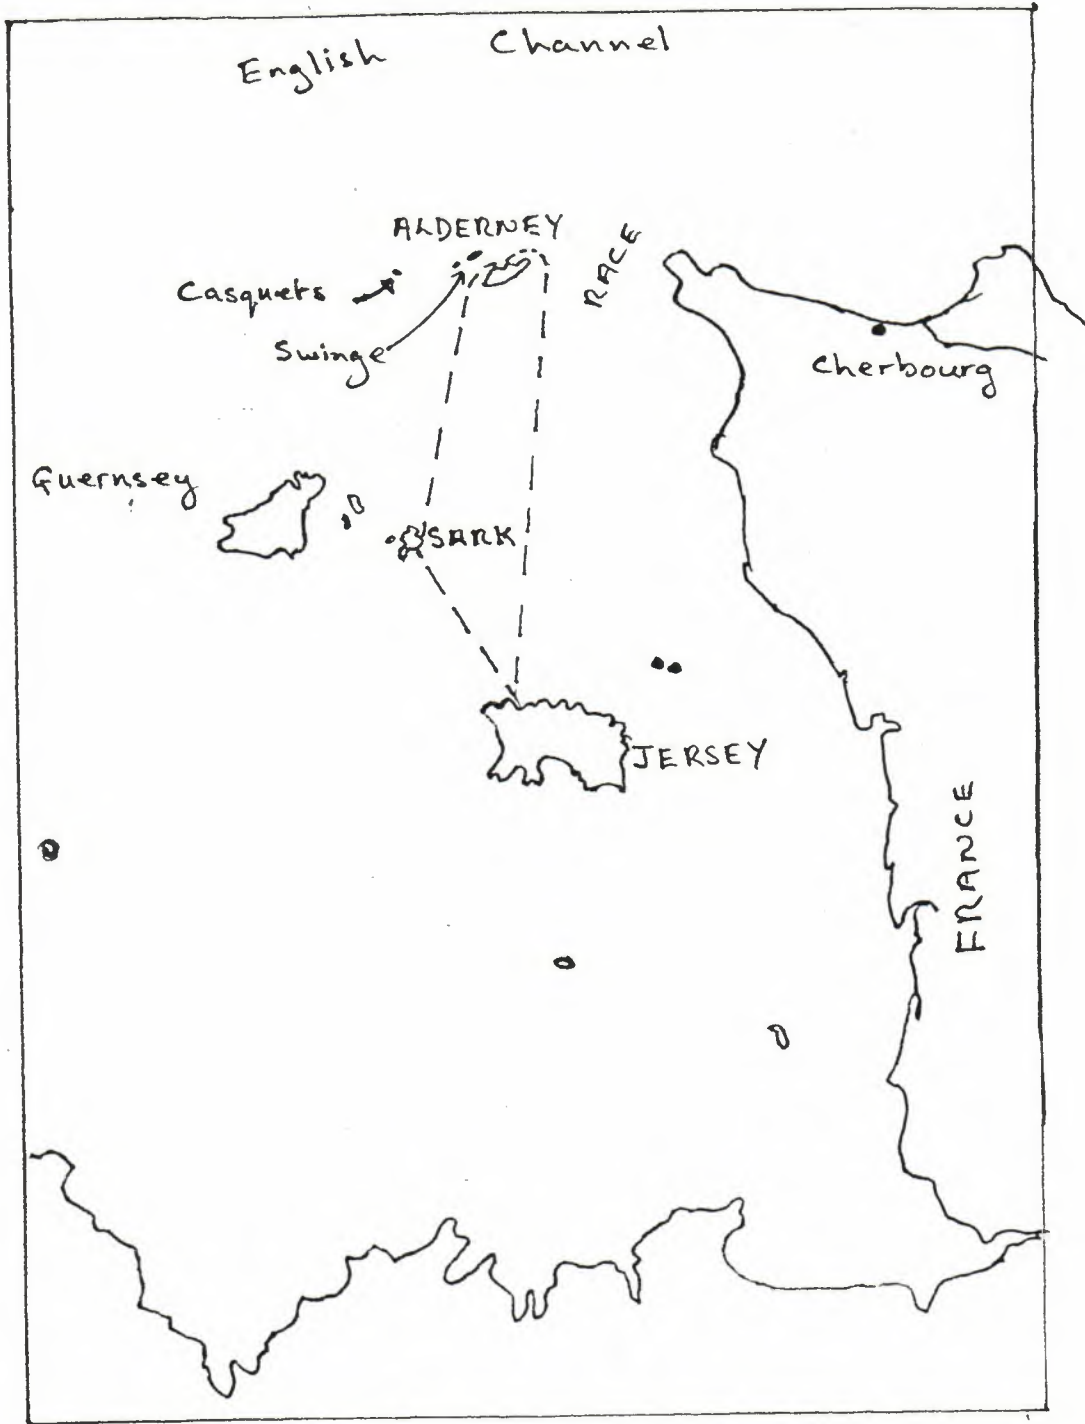 English Channel
ALDERNEY
RACE
Casquets
Swinge
Cherbourg
Guernsey
SARK
JERSEY
FRANCE